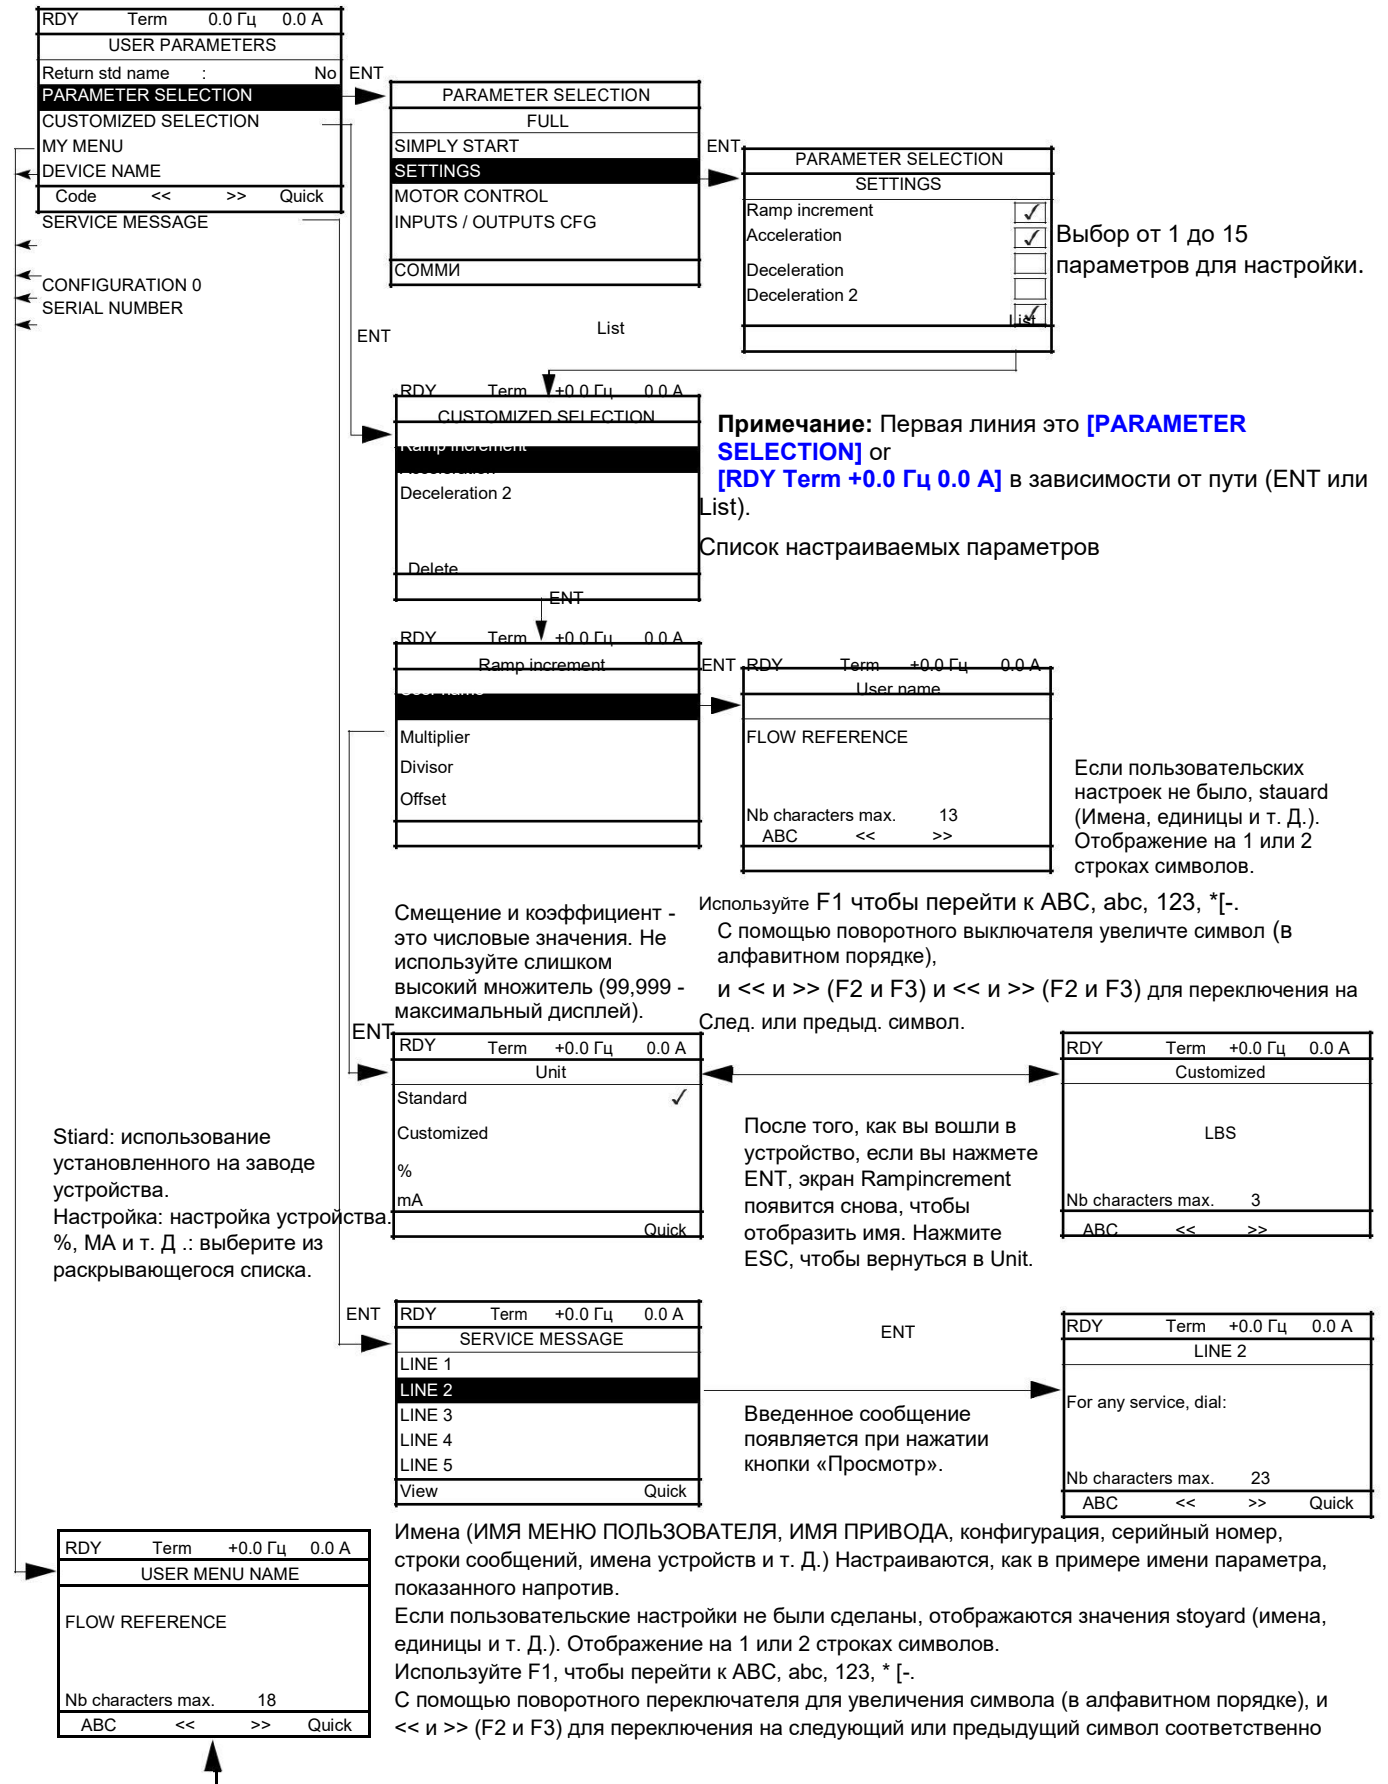 RDY Term 0.0 Гц 0.0 A
USER PARAMETERS
Return std name : No
PARAMETER SELECTION
CUSTOMIZED SELECTION
MY MENU
DEVICE NAME
Code << >> Quick
SERVICE MESSAGE
CONFIGURATION 0
SERIAL NUMBER
ENT
PARAMETER SELECTION
FULL
SIMPLY START
SETTINGS
MOTOR CONTROL
INPUTS / OUTPUTS CFG
СОММИ
List
ENT
PARAMETER SELECTION
SETTINGS
Ramp increment
Acceleration
Deceleration
Deceleration 2
List
Выбор от 1 до 15
параметров для настройки.
ENT
RDY Term +0.0 Гц 0.0 A
CUSTOMIZED SELECTION
Ramp increment
Acceleration
Deceleration 2
Delete
Примечание: Первая линия это [PARAMETER
SELECTION] or
[RDY Term +0.0 Гц 0.0 A] в зависимости от пути (ENT или
List).
Список настраиваемых параметров
ENT
RDY Term +0.0 Гц 0.0 A
Ramp increment
User name
Multiplier
Divisor
Offset
ENT
RDY Term +0.0 Гц 0.0 A
User name
FLOW REFERENCE
Nb characters max. 13
ABC << >>
Если пользовательских
настроек не было, stauard
(Имена, единицы и т. Д.).
Отображение на 1 или 2
строках символов.
Смещение и коэффициент -
это числовые значения. Не
используйте слишком
высокий множитель (99,999 -
максимальный дисплей).
Используйте F1 чтобы перейти к ABC, abc, 123, *[-.
С помощью поворотного выключателя увеличте символ (в
алфавитном порядке),
и << и >> (F2 и F3) и << и >> (F2 и F3) для переключения на
След. или предыд. символ.
ENT
RDY Term +0.0 Гц 0.0 A
Unit
Standard
Customized
%
mA
Quick
Stiard: использование
установленного на заводе
устройства.
Настройка: настройка устройства.
%, МА и т. Д .: выберите из
раскрывающегося списка.
После того, как вы вошли в
устройство, если вы нажмете
ENT, экран Rampincrement
появится снова, чтобы
отобразить имя. Нажмите
ESC, чтобы вернуться в Unit.
RDY Term +0.0 Гц 0.0 A
Customized
LBS
Nb characters max. 3
ABC << >>
ENT
RDY Term +0.0 Гц 0.0 A
SERVICE MESSAGE
LINE 1
LINE 2
LINE 3
LINE 4
LINE 5
View Quick
ENT
Введенное сообщение
появляется при нажатии
кнопки «Просмотр».
RDY Term +0.0 Гц 0.0 A
LINE 2
For any service, dial:
Nb characters max. 23
ABC << >> Quick
RDY Term +0.0 Гц 0.0 A
USER MENU NAME
FLOW REFERENCE
Nb characters max. 18
ABC << >> Quick
Имена (ИМЯ МЕНЮ ПОЛЬЗОВАТЕЛЯ, ИМЯ ПРИВОДА, конфигурация, серийный номер,
строки сообщений, имена устройств и т. Д.) Настраиваются, как в примере имени параметра,
показанного напротив.
Если пользовательские настройки не были сделаны, отображаются значения stoyard (имена,
единицы и т. Д.). Отображение на 1 или 2 строках символов.
Используйте F1, чтобы перейти к ABC, abc, 123, * [-.
С помощью поворотного переключателя для увеличения символа (в алфавитном порядке), и
<< и >> (F2 и F3) для переключения на следующий или предыдущий символ соответственно